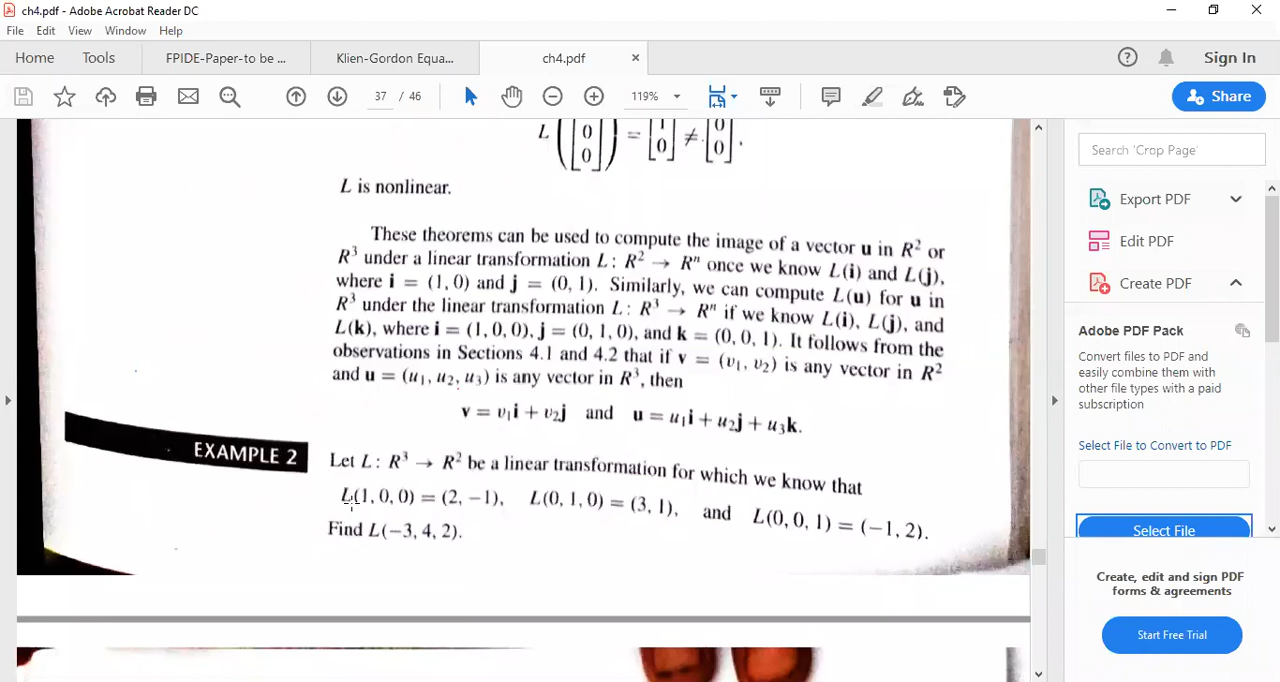 ch4.pdf - Adobe Acrobat Reader DC
File Edit View Window Help
Home Tools FPIDE-Paper-to be ... Klien-Gordon Equa... ch4.pdf × Sign In
37 / 46 119% Share
L([0 0]) = [1 0] ≠ [0 0].
L is nonlinear.
These theorems can be used to compute the image of a vector u in R² or
R³ under a linear transformation L: R² → Rⁿ once we know L(i) and L(j),
where i = (1, 0) and j = (0, 1). Similarly, we can compute L(u) for u in
R³ under the linear transformation L: R³ → Rⁿ if we know L(i), L(j), and
L(k), where i = (1, 0, 0), j = (0, 1, 0), and k = (0, 0, 1). It follows from the
observations in Sections 4.1 and 4.2 that if v = (v₁, v₂) is any vector in R²
and u = (u₁, u₂, u₃) is any vector in R³, then
v = v₁i + v₂j and u = u₁i + u₂j + u₃k.
EXAMPLE 2
Let L: R³ → R² be a linear transformation for which we know that
L(1, 0, 0) = (2, −1), L(0, 1, 0) = (3, 1), and L(0, 0, 1) = (−1, 2).
Find L(−3, 4, 2).
Search 'Crop Page'
Export PDF
Edit PDF
Create PDF
Adobe PDF Pack
Convert files to PDF and
easily combine them with
other file types with a paid
subscription
Select File to Convert to PDF
Select File
Create, edit and sign PDF
forms & agreements
Start Free Trial